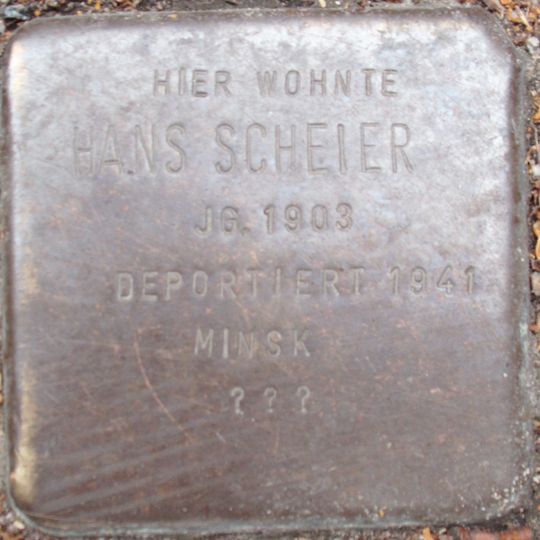 HIER WOHNTE
HANS SCHEIER
JG. 1903
DEPORTIERT 1941
MINSK
???